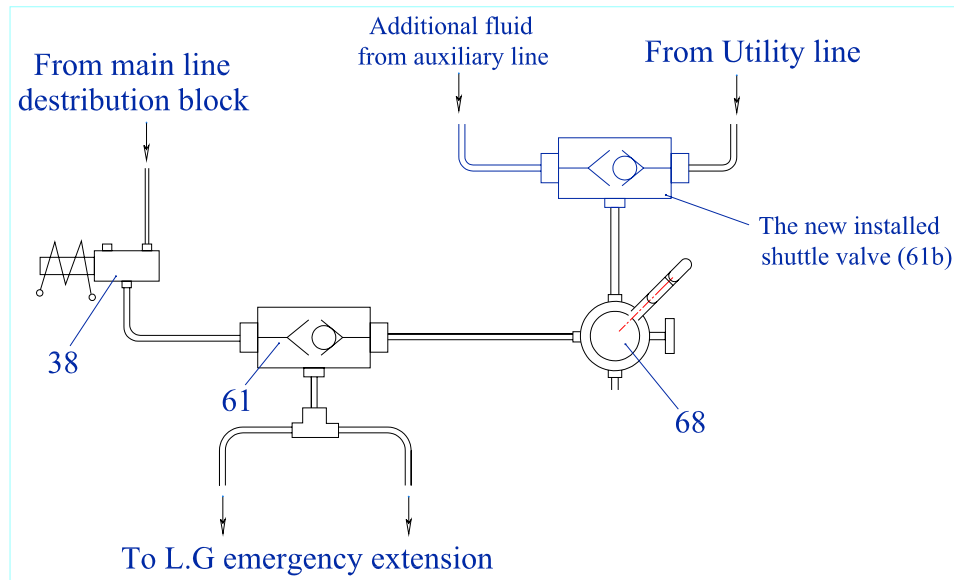 Additional fluid
from auxiliary line
From main line
destribution block
From Utility line
The new installed
shuttle valve (61b)
38
61
68
To L.G emergency extension